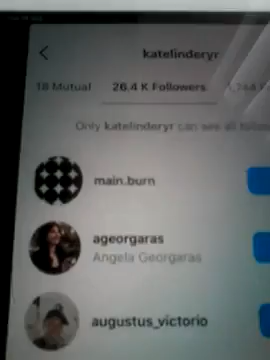 katelinderyr
18 Mutual 26.4 K Followers
Only katelinderyr can see all
main.burn
ageorgaras
Angela Georgaras
augustus_victorio